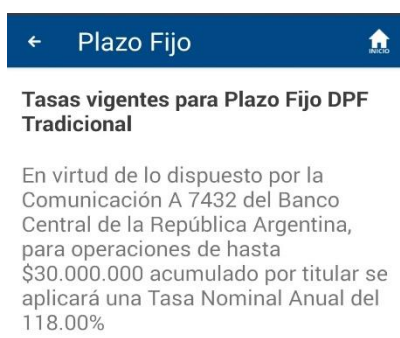 Plazo Fijo
INICIO
Tasas vigentes para Plazo Fijo DPF
Tradicional
En virtud de lo dispuesto por la
Comunicación A 7432 del Banco
Central de la República Argentina,
para operaciones de hasta
$30.000.000 acumulado por titular se
aplicará una Tasa Nominal Anual del
118.00%